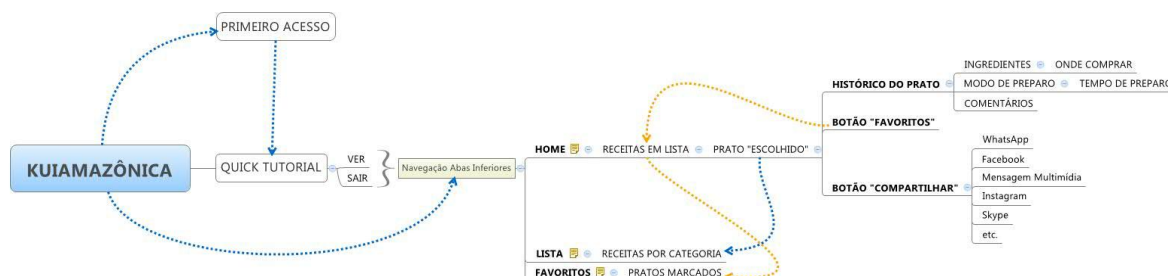 PRIMEIRO ACESSO
KUIAMAZÔNICA
QUICK TUTORIAL
VER
SAIR
Navegação Abas Inferiores
HOME
RECEITAS EM LISTA
PRATO "ESCOLHIDO"
HISTÓRICO DO PRATO
INGREDIENTES
ONDE COMPRAR
MODO DE PREPARO
TEMPO DE PREPARO
COMENTÁRIOS
BOTÃO "FAVORITOS"
BOTÃO "COMPARTILHAR"
WhatsApp
Facebook
Mensagem Multimídia
Instagram
Skype
etc.
LISTA
RECEITAS POR CATEGORIA
FAVORITOS
PRATOS MARCADOS